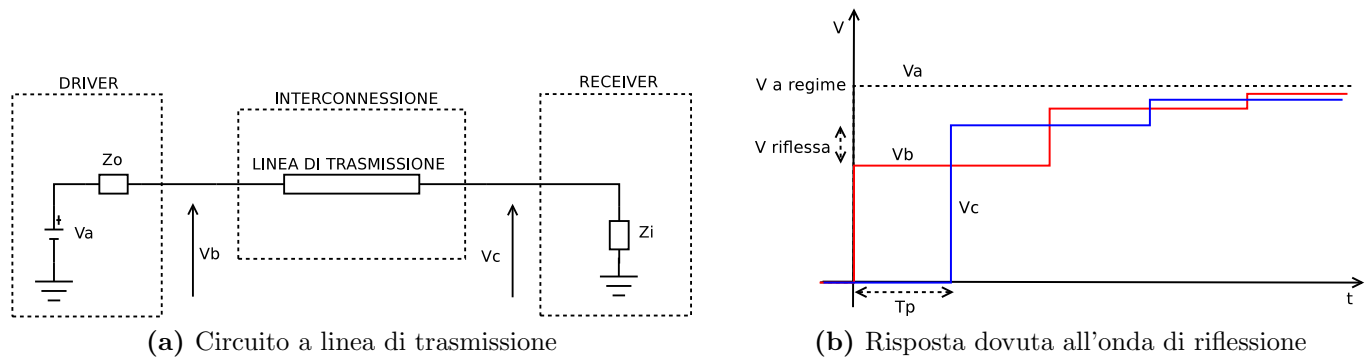 DRIVER
Zo
Va
Vb
INTERCONNESSIONE
LINEA DI TRASMISSIONE
Vc
RECEIVER
Zi
(a) Circuito a linea di trasmissione
V
Va
V a regime
V riflessa
Vb
Vc
Tp
t
(b) Risposta dovuta all'onda di riflessione